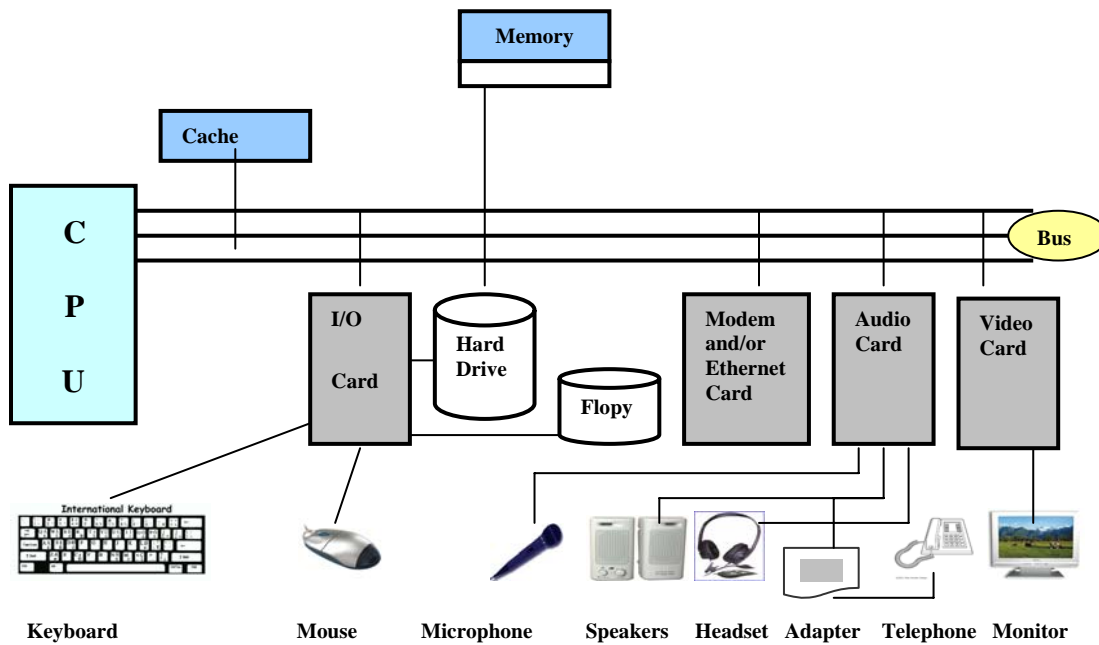 Memory
Cache
C
P
U
Bus
I/O
Card
Hard
Drive
Flopy
Modem
and/or
Ethernet
Card
Audio
Card
Video
Card
International Keyboard
Keyboard
Mouse
Microphone
Speakers
Headset
Adapter
Telephone
Monitor